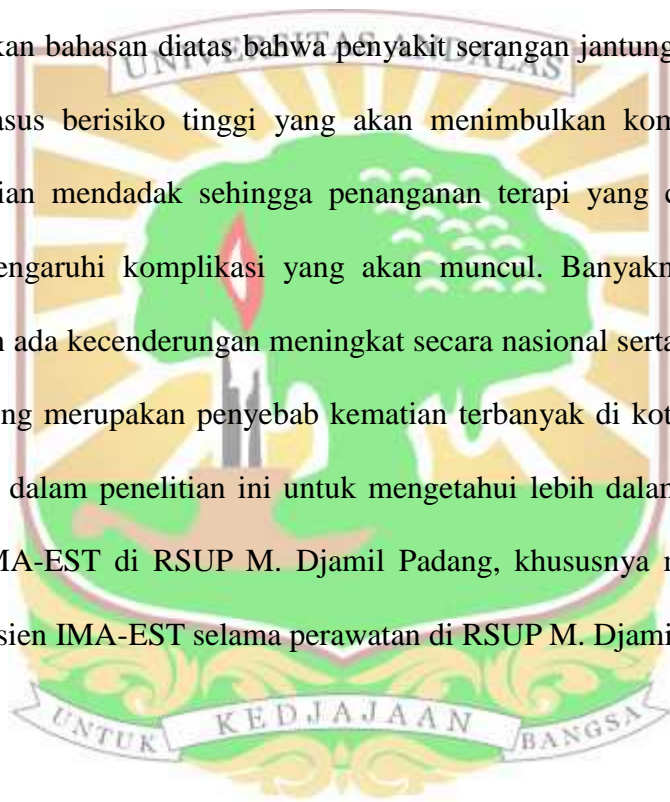 UNIVERSITAS ANDALAS
kan bahasan diatas bahwa penyakit serangan jantung
asus berisiko tinggi yang akan menimbulkan kom
ian mendadak sehingga penanganan terapi yang
engaruhi komplikasi yang akan muncul. Banyakn
n ada kecenderungan meningkat secara nasional serta
ng merupakan penyebab kematian terbanyak di kot
dalam penelitian ini untuk mengetahui lebih dalam
MA-EST di RSUP M. Djamil Padang, khususnya
sien IMA-EST selama perawatan di RSUP M. Djami
UNTUK KEDJAJAAN BANGSA